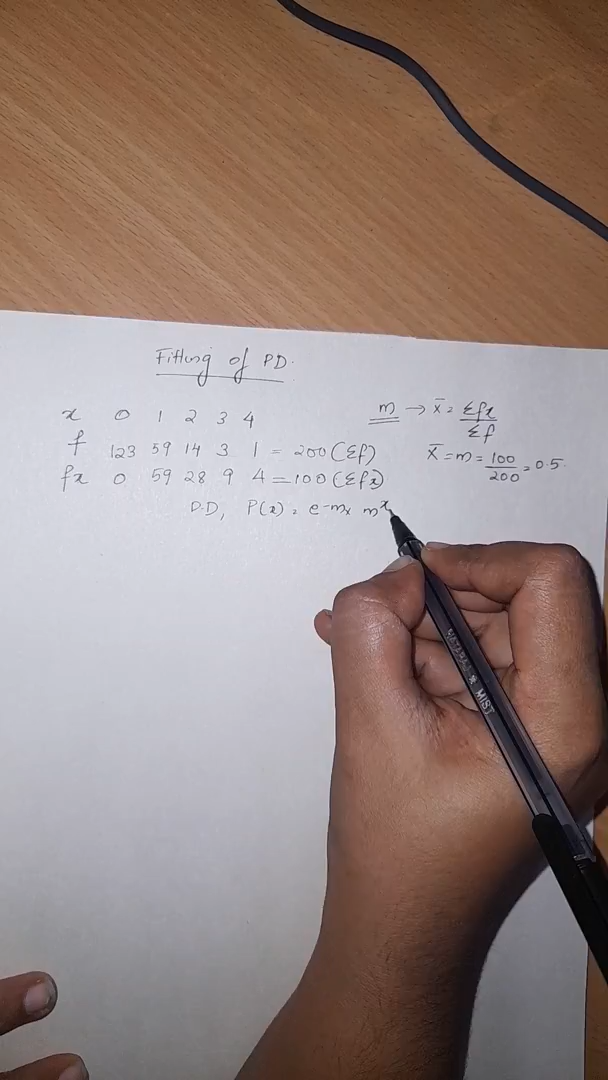 Fitting of PD.
x 0 1 2 3 4
f 123 59 14 3 1 = 200 (Σf)
fx 0 59 28 9 4 = 100 (Σfx)
m → x̄ = Σfx / Σf
x̄ = m = 100 / 200 = 0.5
P.D, P(x) = e-m x mˣ
MIST